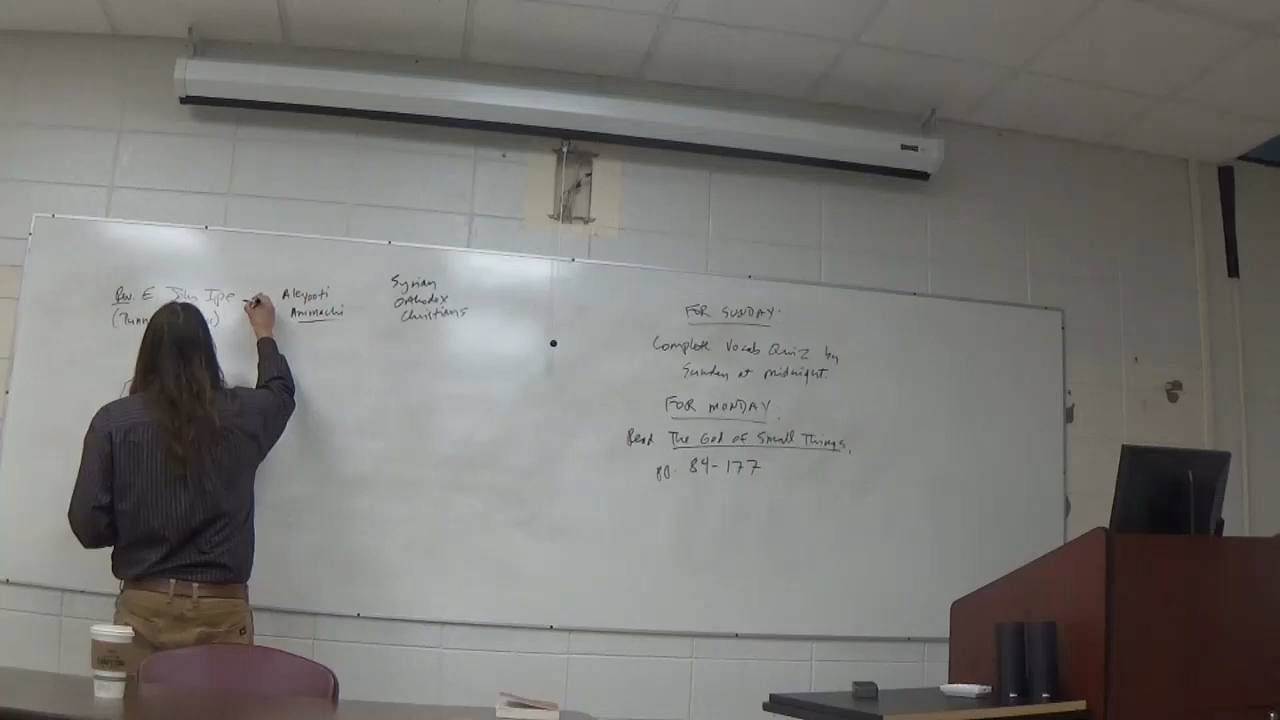 Rev. E. John Ipe -
(Punn
Aleyooti
Ammachi
Syrian
Orthodox
Christians
FOR SUNDAY.
Complete Vocab Quiz by
Sunday at midnight.
FOR MONDAY.
Read The God of Small Things,
pp. 84-177